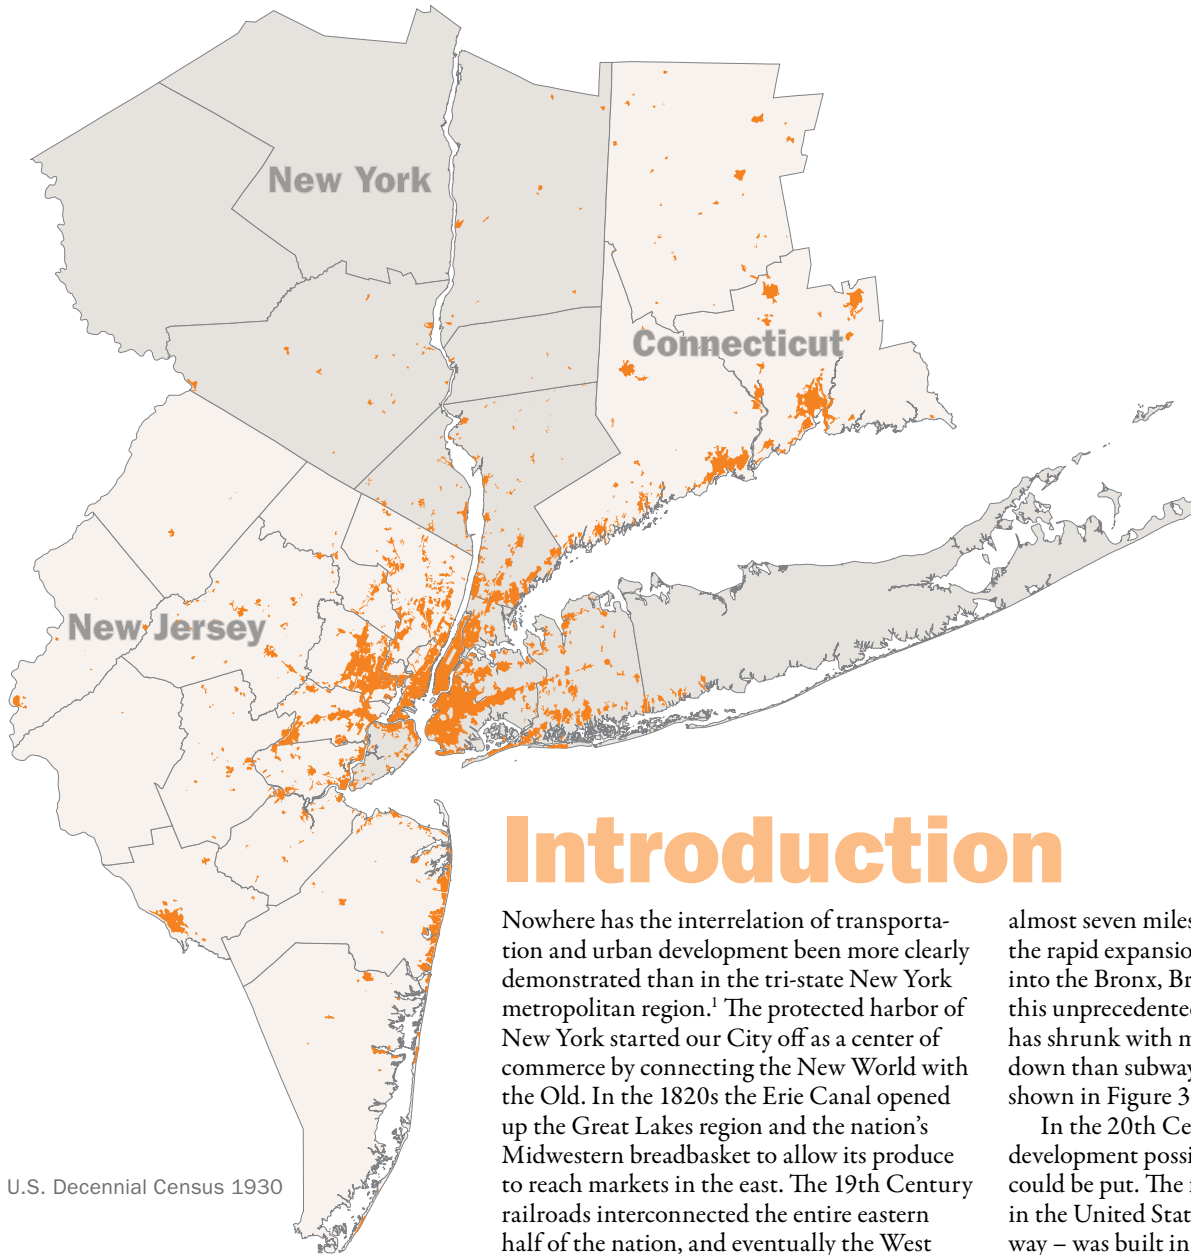 New York
Connecticut
New Jersey
U.S. Decennial Census 1930
Introduction
Nowhere has the interrelation of transporta-
tion and urban development been more clearly
demonstrated than in the tri-state New York
metropolitan region.1 The protected harbor of
New York started our City off as a center of
commerce by connecting the New World with
the Old. In the 1820s the Erie Canal opened
up the Great Lakes region and the nation’s
Midwestern breadbasket to allow its produce
to reach markets in the east. The 19th Century
railroads interconnected the entire eastern
half of the nation, and eventually the West
almost seven miles
the rapid
into the Bronx,
this unprecedented
has shrunk with
down than subway
shown in Figure 3
In the 20th
development
could be put. The
in the United
way – was built in